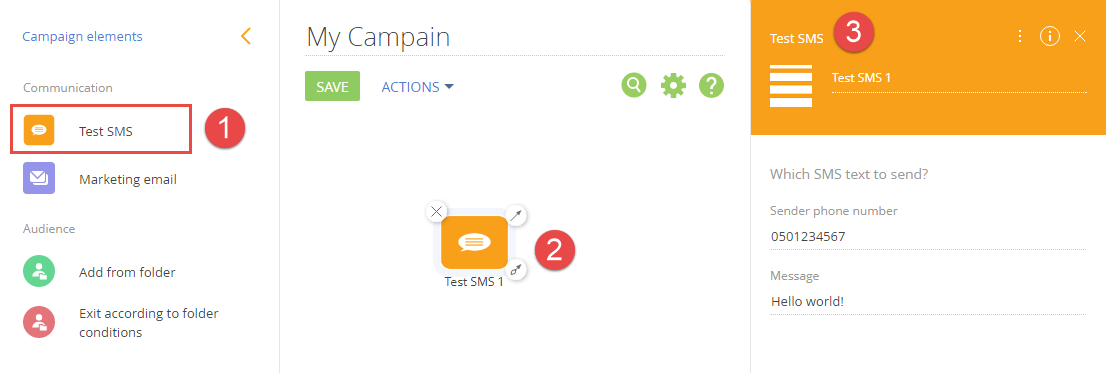 Campaign elements
Communication
Test SMS
1
Marketing email
Audience
Add from folder
Exit according to folder
conditions
My Campain
SAVE
ACTIONS
?
2
Test SMS 1
Test SMS
3
i
Test SMS 1
Which SMS text to send?
Sender phone number
0501234567
Message
Hello world!